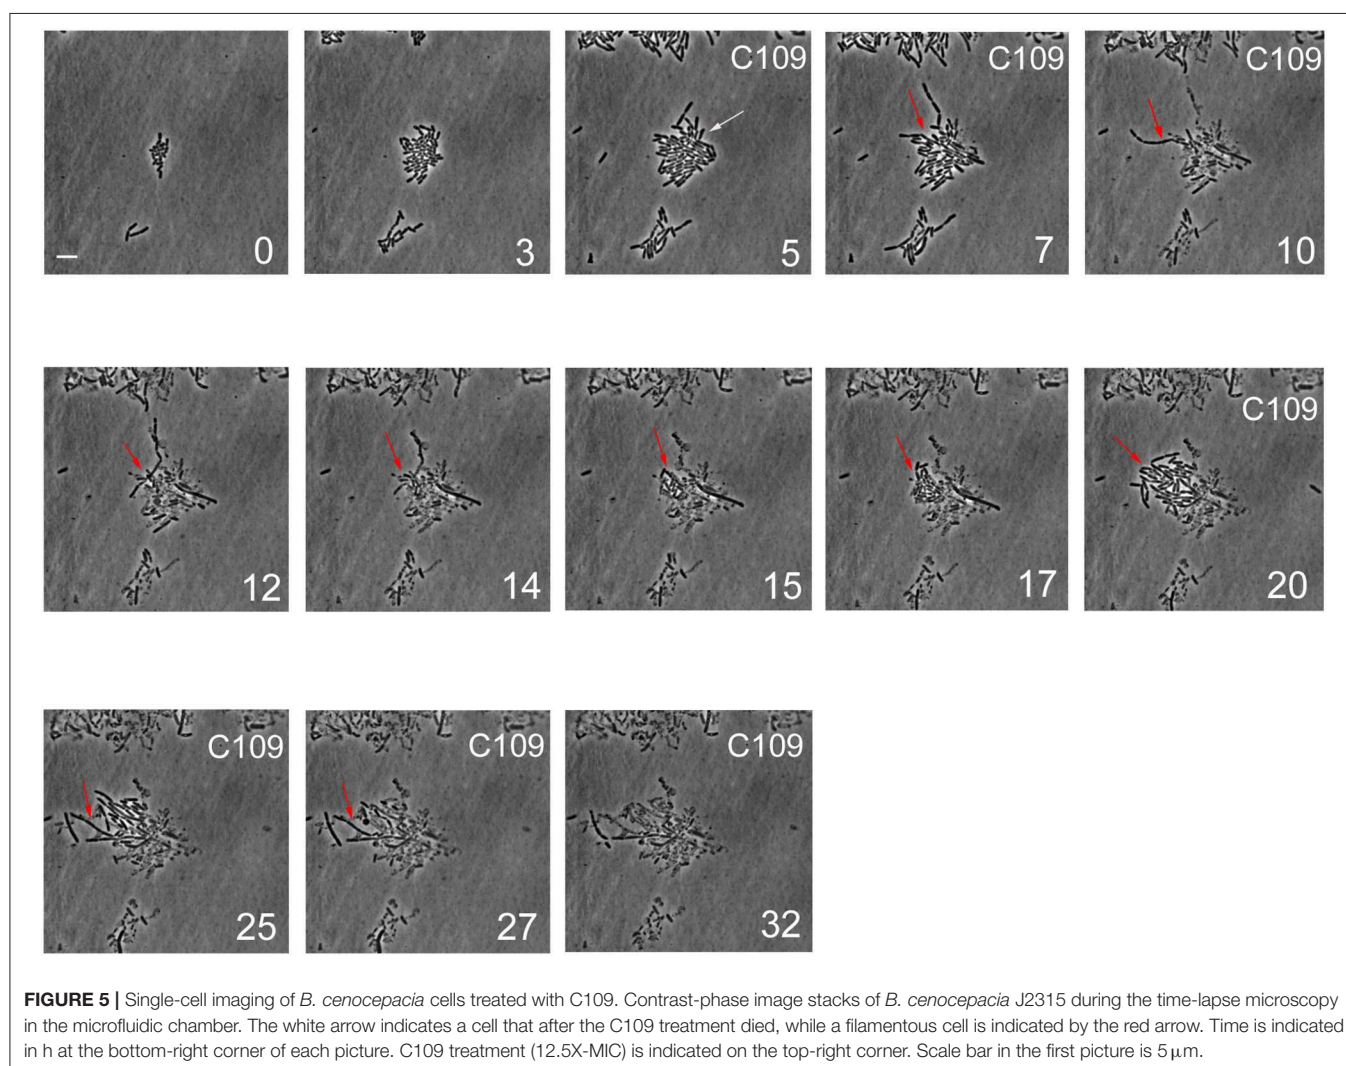 0
3
C109
5
C109
7
C109
10
12
14
15
17
C109
20
C109
25
C109
27
C109
32
FIGURE 5 | Single-cell imaging of B. cenocepacia cells treated with C109. Contrast-phase image stacks of B. cenocepacia J2315 during the time-lapse microscopy
in the microfluidic chamber. The white arrow indicates a cell that after the C109 treatment died, while a filamentous cell is indicated by the red arrow. Time is indicated
in h at the bottom-right corner of each picture. C109 treatment (12.5X-MIC) is indicated on the top-right corner. Scale bar in the first picture is 5 μm.